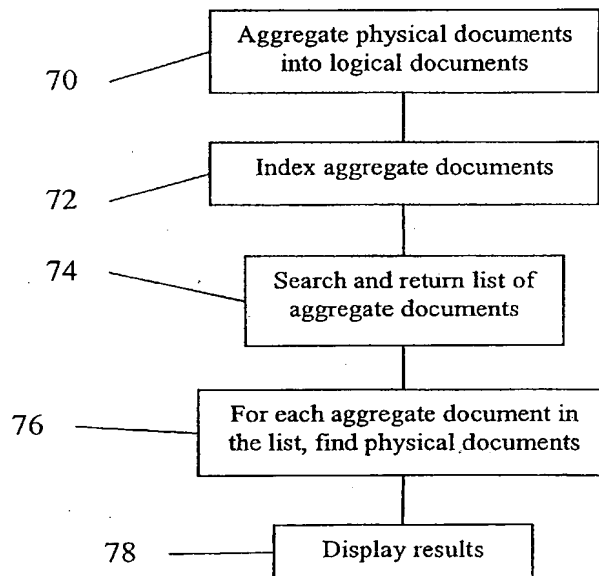 Aggregate physical documents
into logical documents
70
Index aggregate documents
72
74
Search and return list of
aggregate documents
76
For each aggregate document in
the list, find physical documents
78
Display results